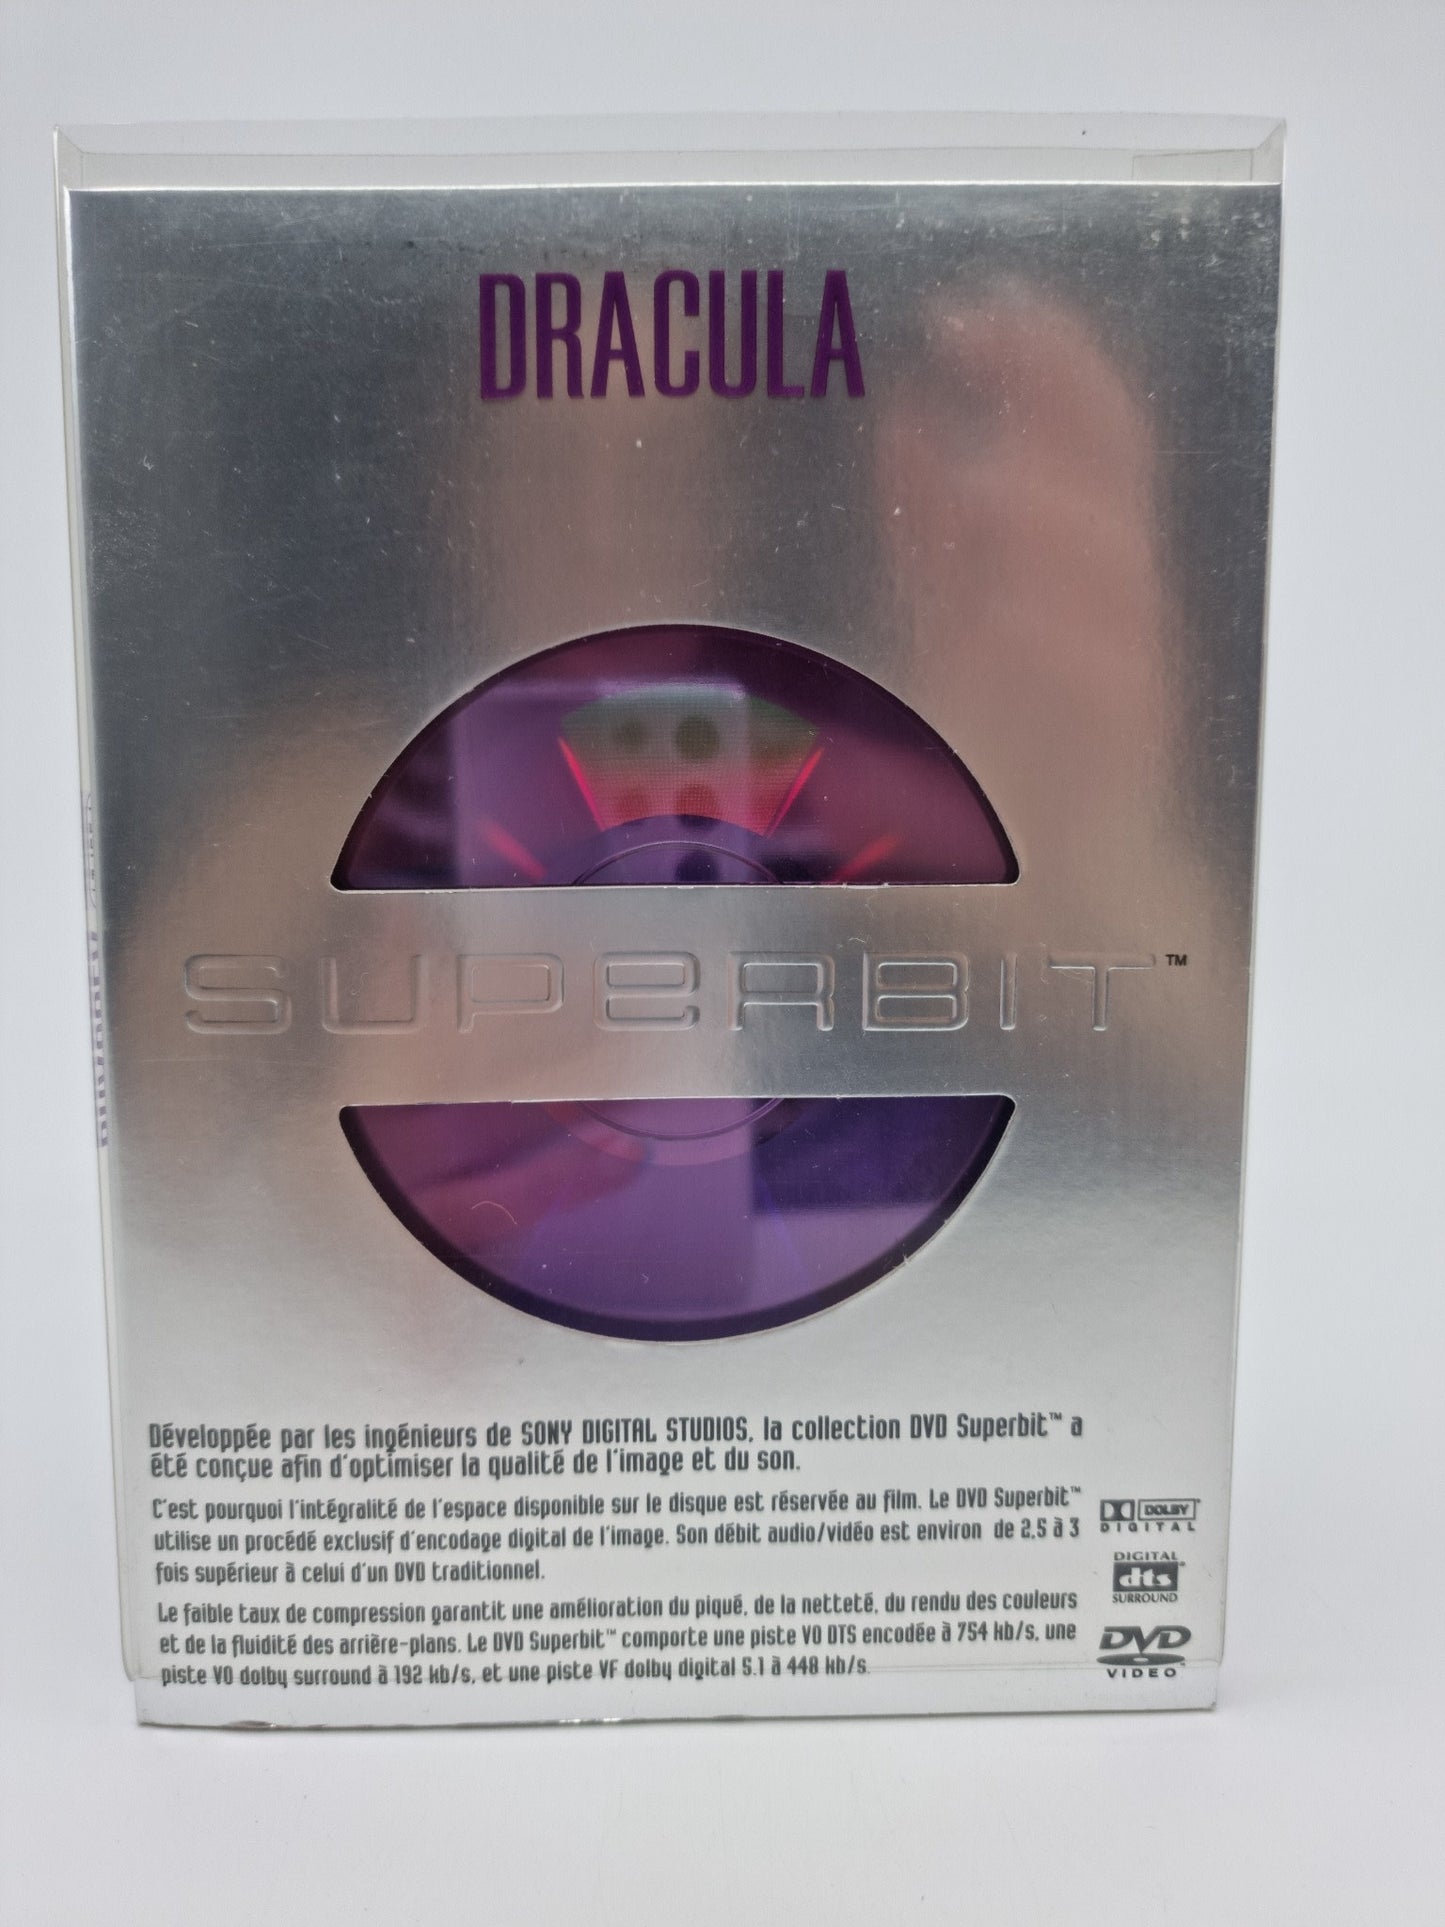 DRACULA
SUPERBIT™
Développée par les ingénieurs de SONY DIGITAL STUDIOS, la collection DVD Superbit™ a
été conçue afin d'optimiser la qualité de l'image et du son.
C'est pourquoi l'intégralité de l'espace disponible sur le disque est réservée au film. Le DVD Superbit™
utilise un procédé exclusif d'encodage digital de l'image. Son débit audio/vidéo est environ de 2,5 à 3
fois supérieur à celui d'un DVD traditionnel.
Le faible taux de compression garantit une amélioration du piqué, de la netteté, du rendu des couleurs
et de la fluidité des arrière-plans. Le DVD Superbit™ comporte une piste VO DTS encodée à 754 kb/s, une
piste VO dolby surround à 192 kb/s, et une piste VF dolby digital 5.1 à 448 kb/s.
DOLBY
DIGITAL
DIGITAL
dts
SURROUND
DVD
VIDEO